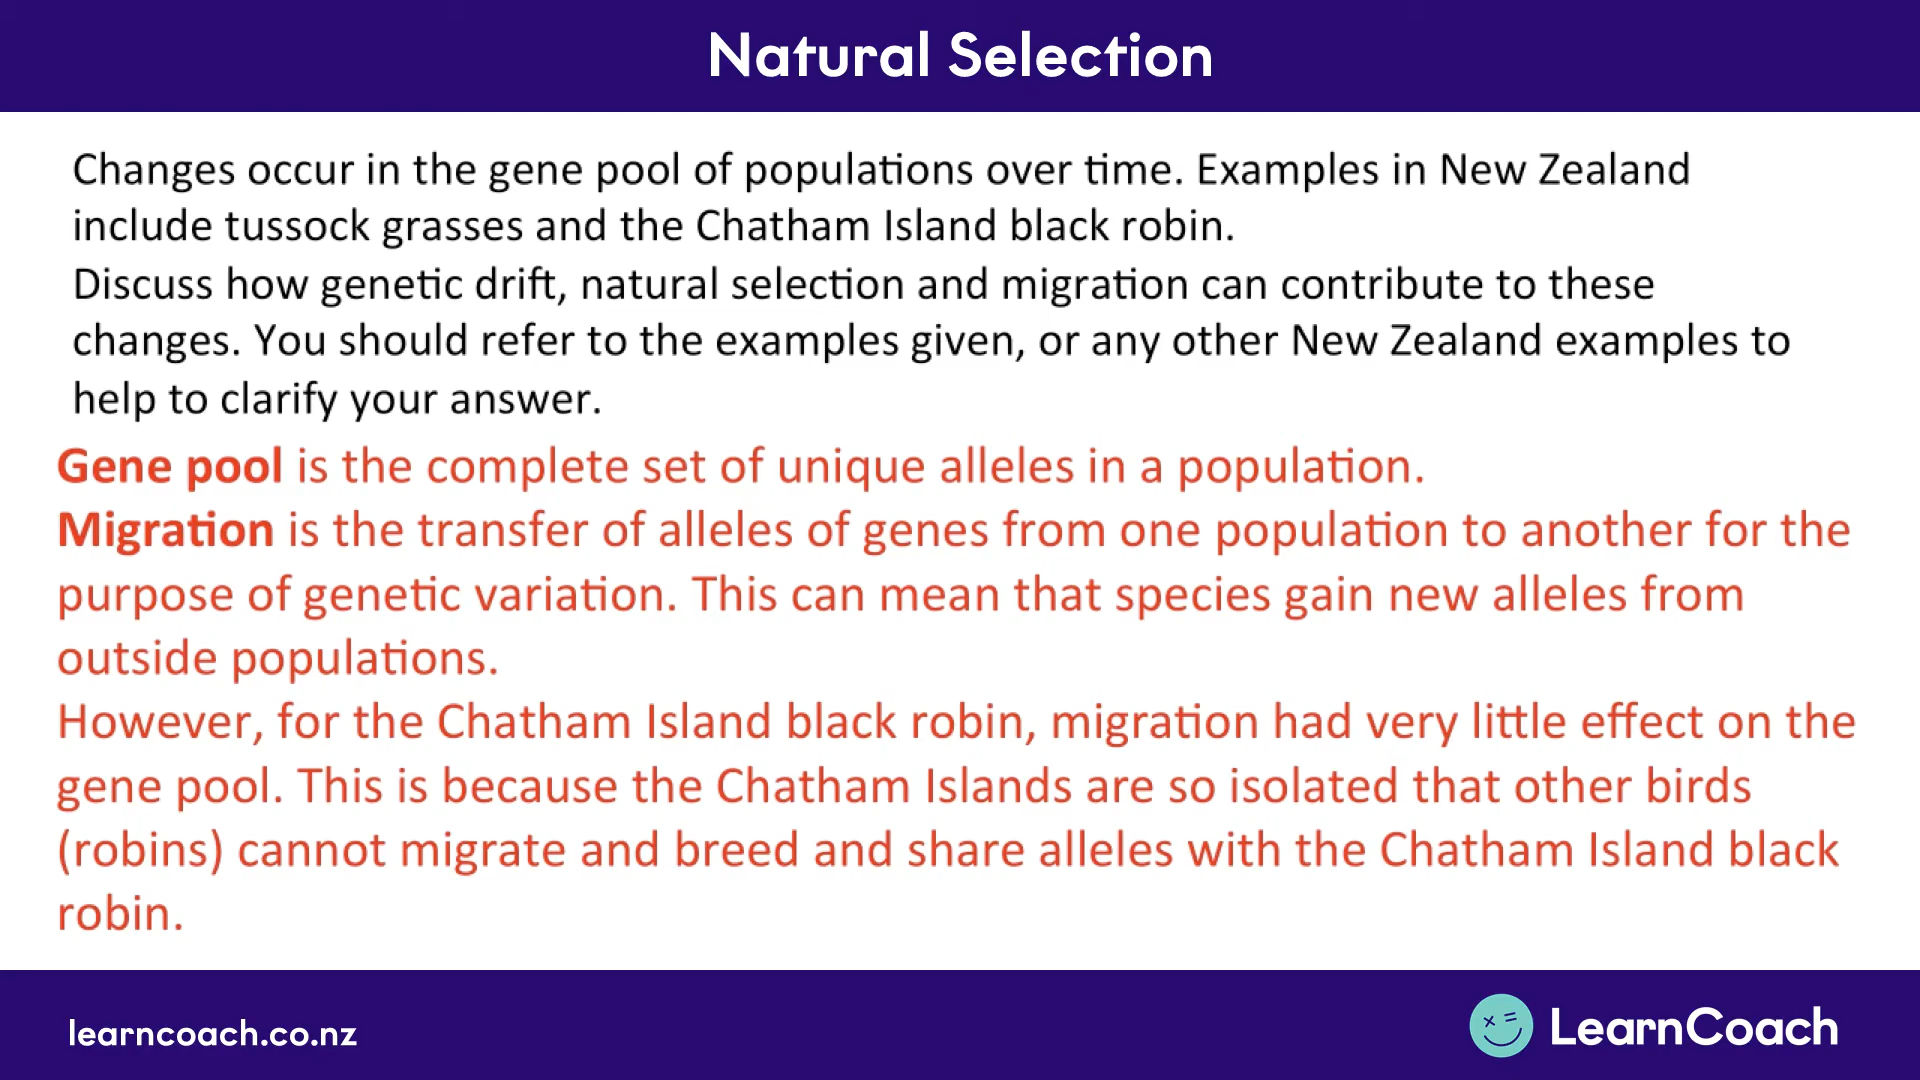 Natural Selection
Changes occur in the gene pool of populations over time. Examples in New Zealand
include tussock grasses and the Chatham Island black robin.
Discuss how genetic drift, natural selection and migration can contribute to these
changes. You should refer to the examples given, or any other New Zealand examples to
help to clarify your answer.
Gene pool is the complete set of unique alleles in a population.
Migration is the transfer of alleles of genes from one population to another for the
purpose of genetic variation. This can mean that species gain new alleles from
outside populations.
However, for the Chatham Island black robin, migration had very little effect on the
gene pool. This is because the Chatham Islands are so isolated that other birds
(robins) cannot migrate and breed and share alleles with the Chatham Island black
robin.
learncoach.co.nz
LearnCoach